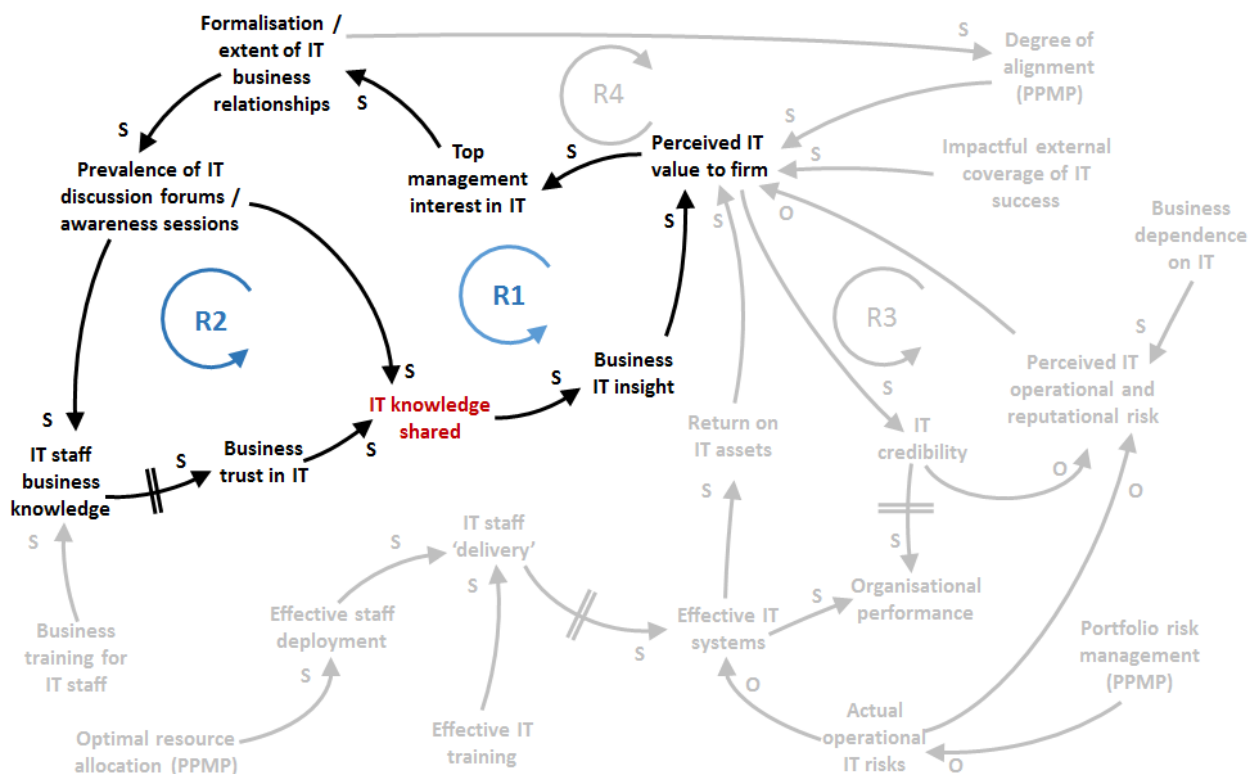 Formalisation /
extent of IT
business
relationships
S
Degree of
alignment
(PPMP)
R4
S
S
S
Prevalence of IT
discussion forums /
awareness sessions
Top
management
interest in IT
S
Perceived IT
value to firm
S
Impactful external
coverage of IT
success
O
S
S
Business
dependence
on IT
R2
R1
R3
S
S
Business
IT insight
S
S
Perceived IT
operational and
reputational risk
IT knowledge
shared
S
S
Return on
IT assets
IT
credibility
IT staff
business
knowledge
S
Business
trust in IT
O
O
S
S
IT staff
‘delivery’
S
S
S
Effective staff
deployment
Effective IT
systems
S
Organisational
performance
Business
training for
IT staff
S
S
O
Portfolio risk
management
(PPMP)
Optimal resource
allocation (PPMP)
Effective IT
training
Actual
operational
IT risks
O